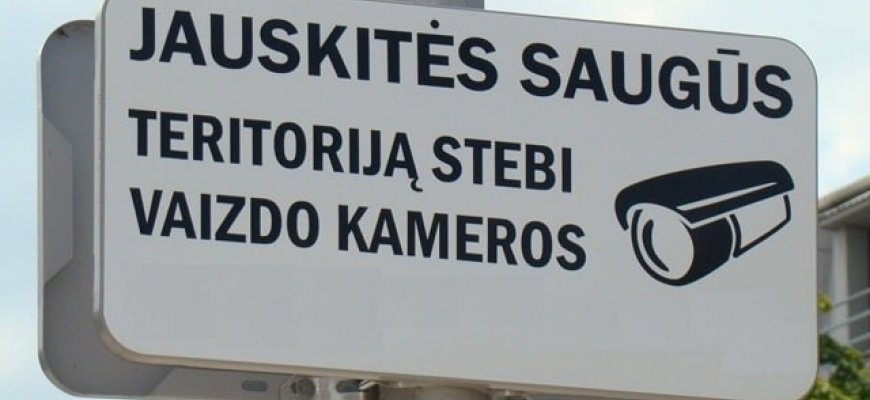 JAUSKITĖS SAUGŪS
TERITORIJĄ STEBI
VAIZDO KAMEROS